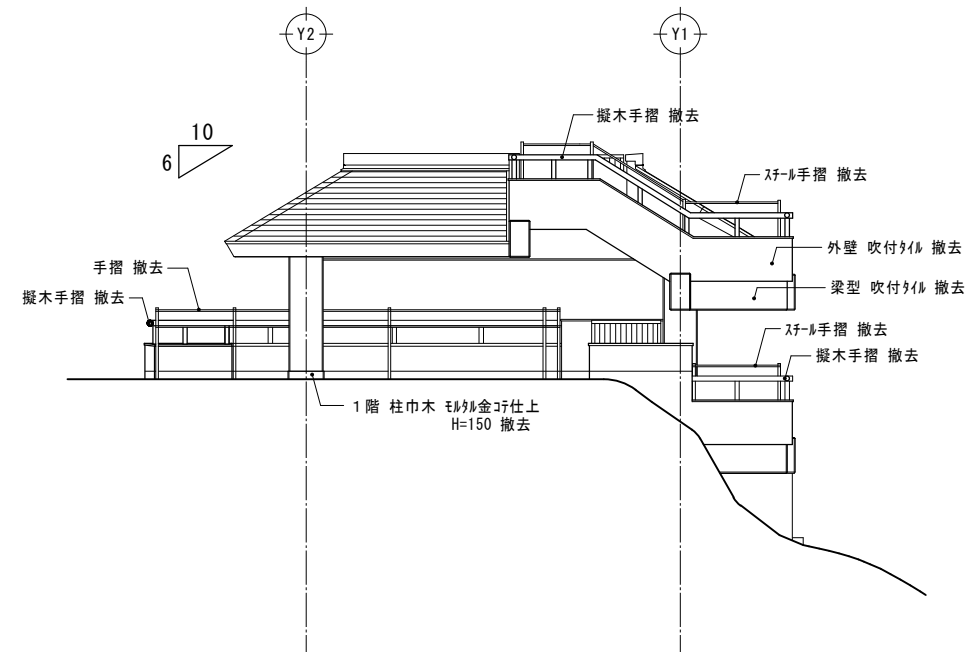 Y2
Y1
擬木手摺 撤去
10
6
ｽﾁｰﾙ手摺 撤去
外壁 吹付ﾀｲﾙ 撤去
手摺 撤去
梁型 吹付ﾀｲﾙ 撤去
擬木手摺 撤去
ｽﾁｰﾙ手摺 撤去
擬木手摺 撤去
1階 柱巾木 ﾓﾙﾀﾙ金ｺﾃ仕上
H=150 撤去